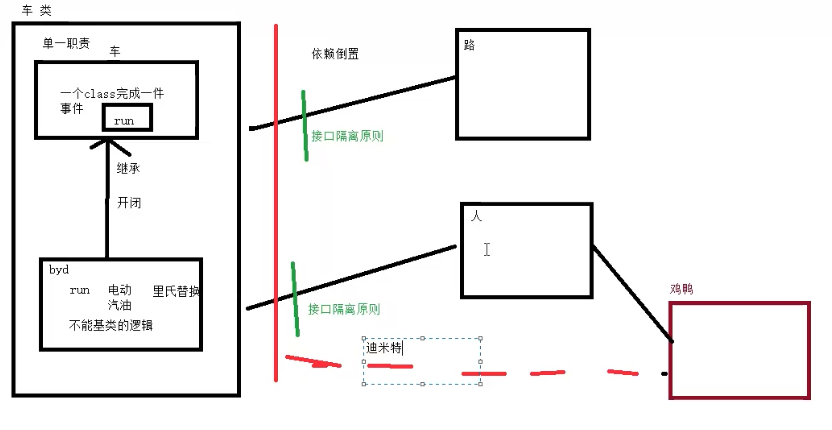 车 类
单一职责
车
一个class完成一件
事件
run
继承
开闭
byd
run
电动
汽油
里氏替换
不能基类的逻辑
依赖倒置
接口隔离原则
路
接口隔离原则
人
迪米特
鸡鸭